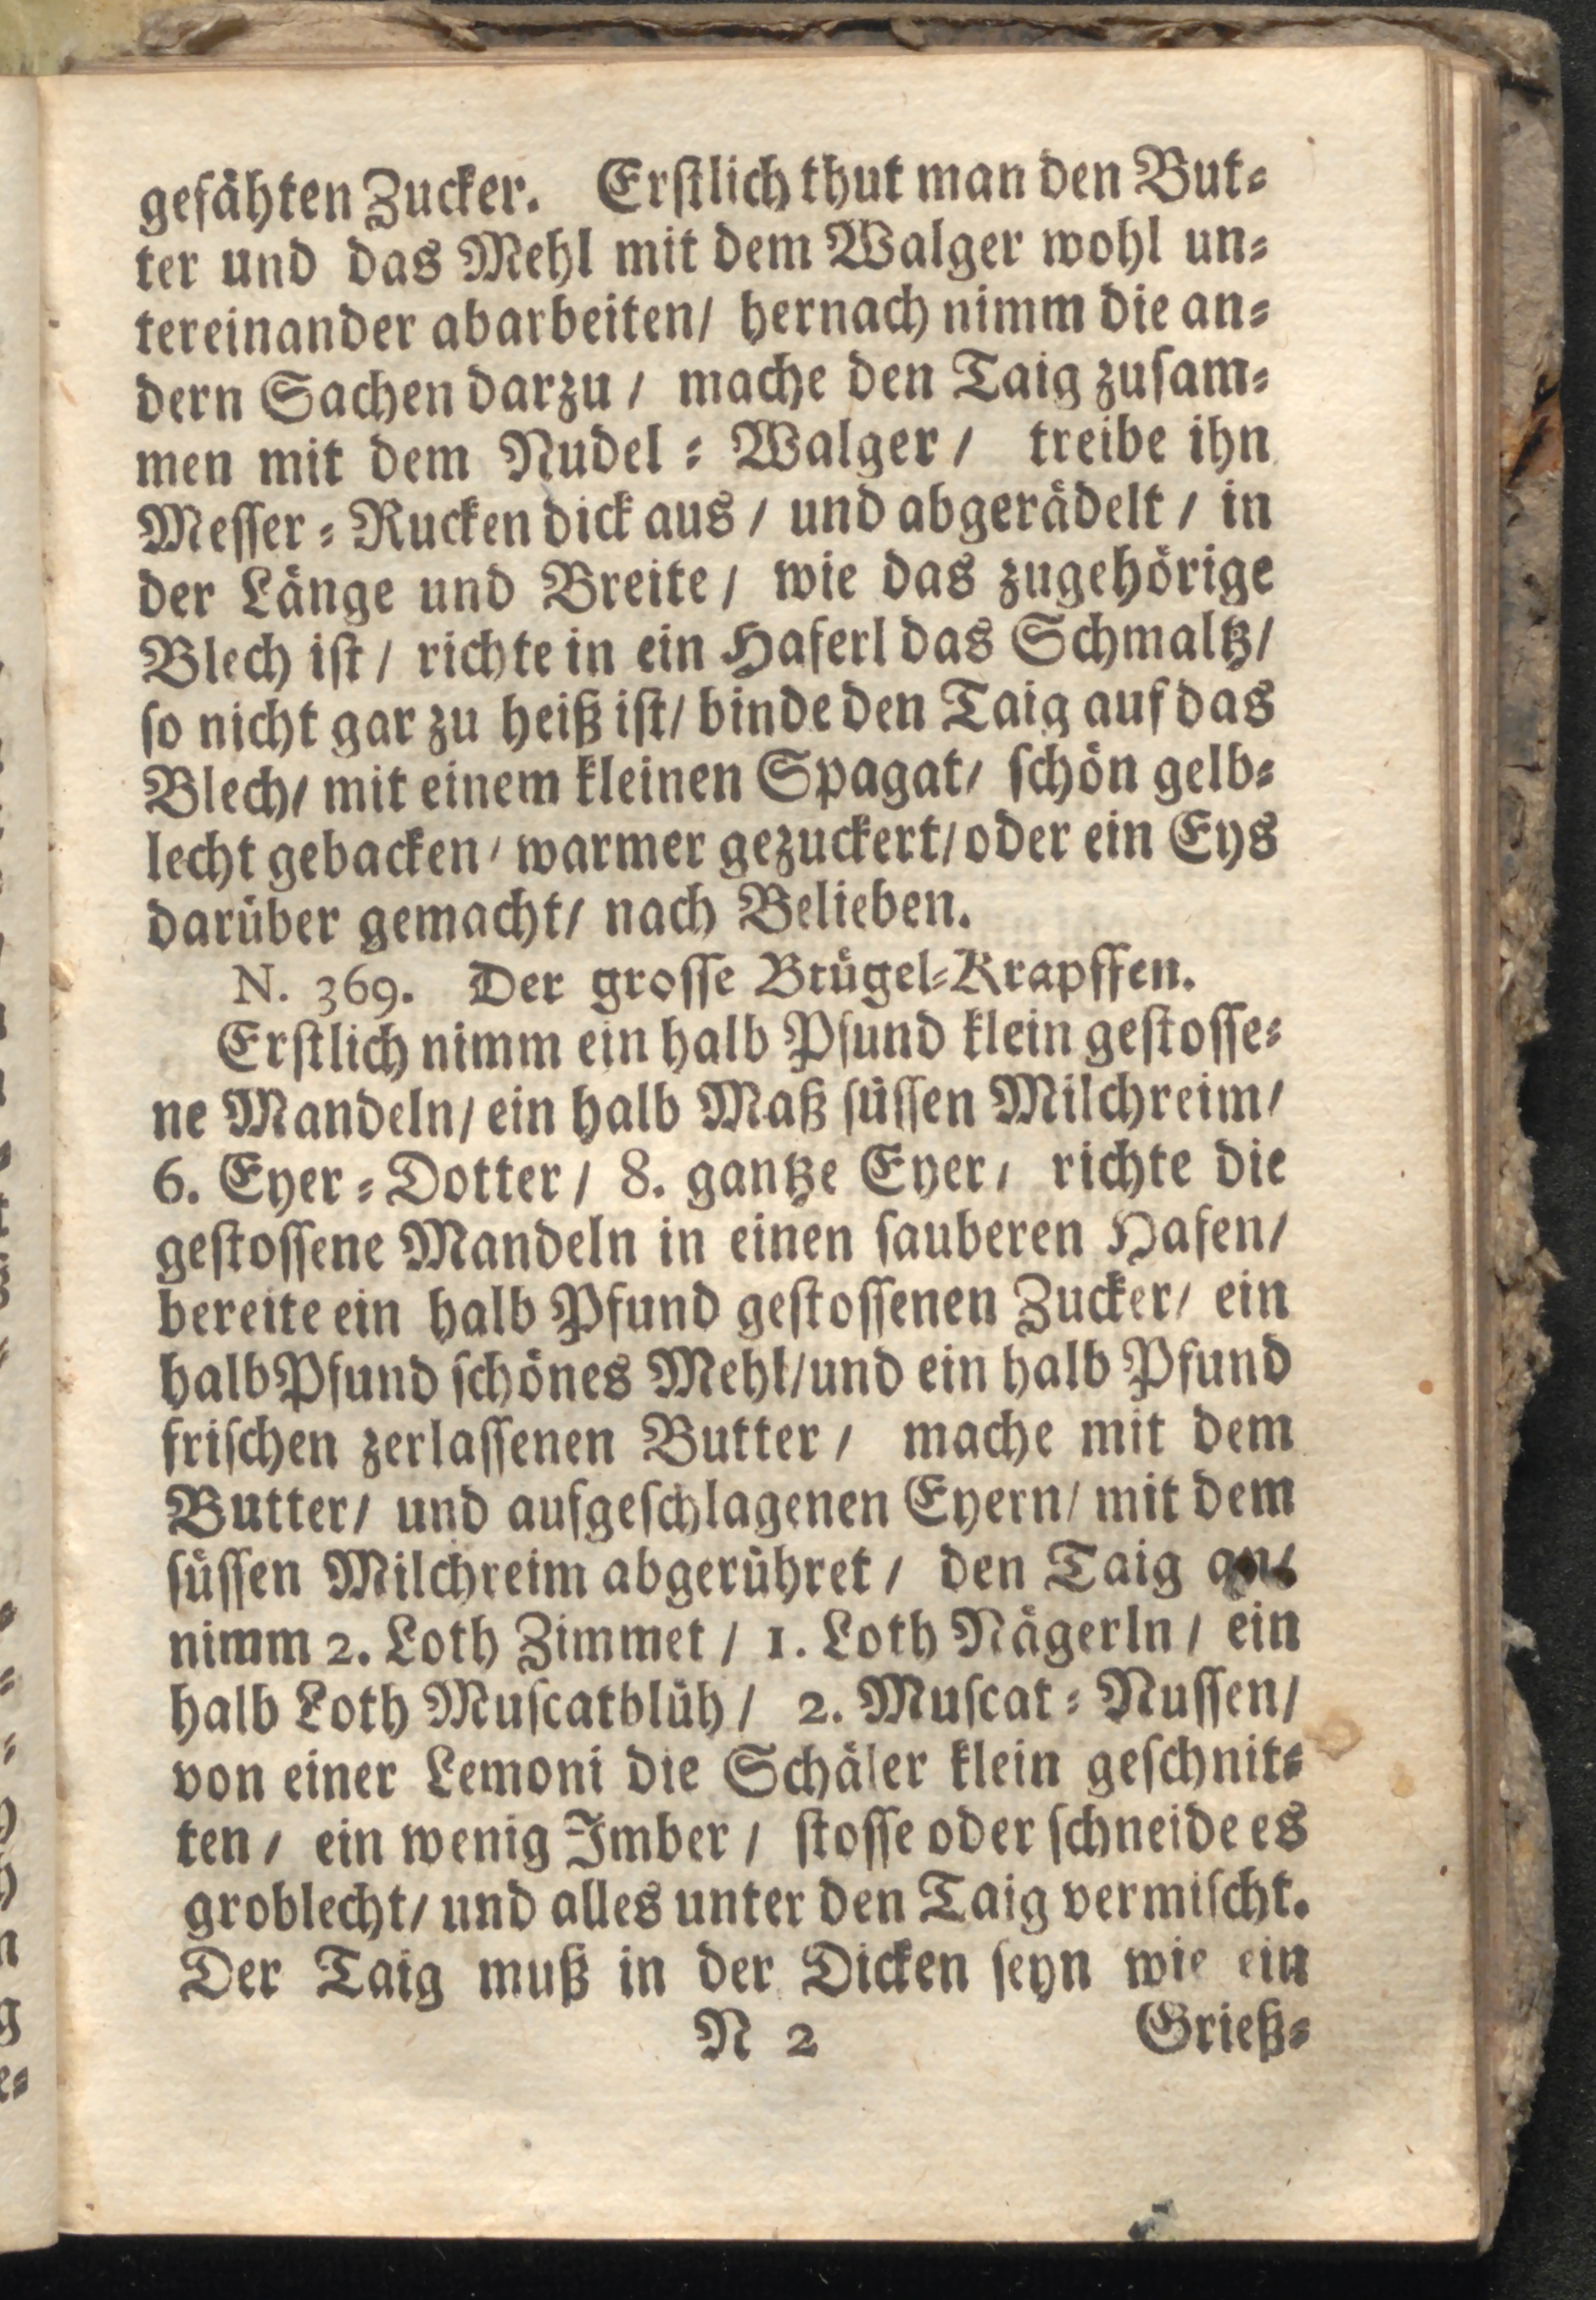 gefähten Zucker. Erſtlich thut man den But⸗
ter und das Mehl mit dem Walger wohl un⸗
tereinander abarbeiten/ hernach nimm die an⸗
dern Sachen darzu / mache den Taig zuſam⸗
men mit dem Nudel ⸗ Walger / treibe ihn
Meſſer ⸗ Rucken dick aus / und abgerädelt / in
der Länge und Breite / wie das zugehörige
Blech iſt / richte in ein Haferl das Schmaltz/
ſo nicht gar zu heiß iſt/ binde den Taig auf das
Blech/ mit einem kleinen Spagat/ ſchön gelb⸗
lecht gebacken/ warmer gezuckert/ oder ein Eys
darüber gemacht/ nach Belieben.
N. 369. Der groſſe Brügel⸗Krapffen.
Erſtlich nimm ein halb Pfund klein geſtoſſe⸗
ne Mandeln/ ein halb Maß ſüſſen Milchreim/
6. Eyer ⸗ Dotter / 8. gantze Eyer / richte die
geſtoſſene Mandeln in einen ſauberen Hafen/
bereite ein halb Pfund geſtoſſenen Zucker/ ein
halb Pfund ſchönes Mehl/ und ein halb Pfund
friſchen zerlaſſenen Butter / mache mit dem
Butter/ und aufgeſchlagenen Eyern/ mit dem
ſüſſen Milchreim abgerühret / den Taig an/
nimm 2. Loth Zimmet / 1. Loth Nägerln / ein
halb Loth Muſcatblüh / 2. Muſcat ⸗ Nuſſen/
von einer Lemoni die Schäler klein geſchnit⸗
ten / ein wenig Imber / ſtoſſe oder ſchneide es
groblecht/ und alles unter den Taig vermiſcht.
Der Taig muß in der Dicken ſeyn wie ein
N 2 Grieß⸗